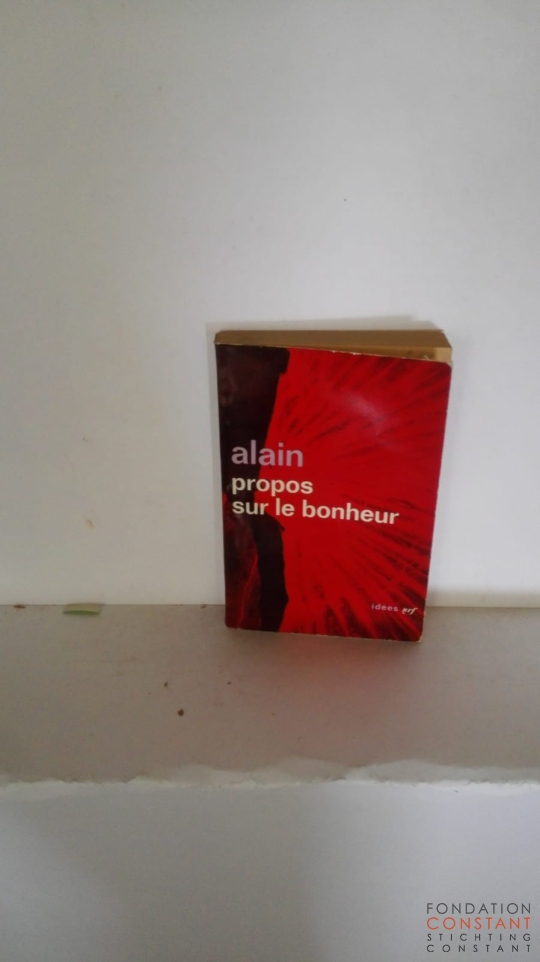 alain
propos
sur le bonheur
idées nrf
FONDATION
CONSTANT
STICHTING
CONSTANT